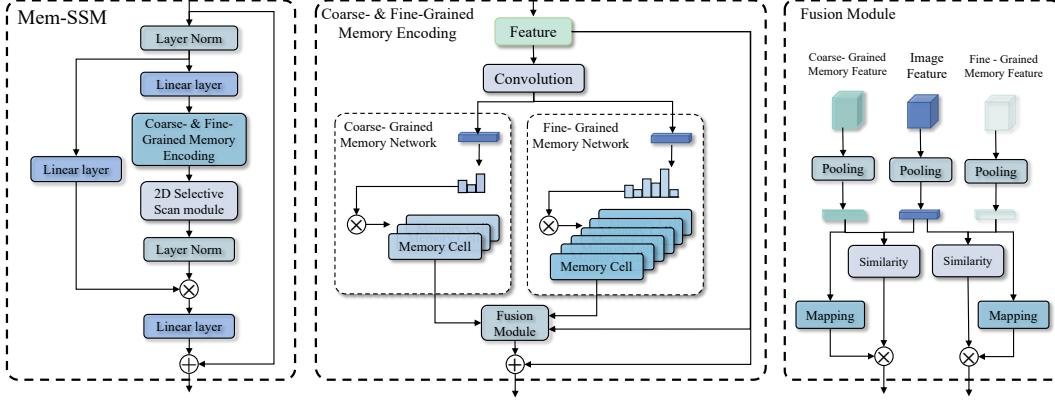 Mem-SSM
Layer Norm
Linear layer
Coarse- & Fine-
Grained Memory
Encoding
Linear layer
2D Selective
Scan module
Layer Norm
Linear layer
Coarse- & Fine-Grained
Memory Encoding
Feature
Convolution
Coarse- Grained
Memory Network
Fine- Grained
Memory Network
Memory Cell
Memory Cell
Fusion
Module
Fusion Module
Coarse- Grained
Memory Feature
Image
Feature
Fine - Grained
Memory Feature
Pooling
Pooling
Pooling
Similarity
Similarity
Mapping
Mapping